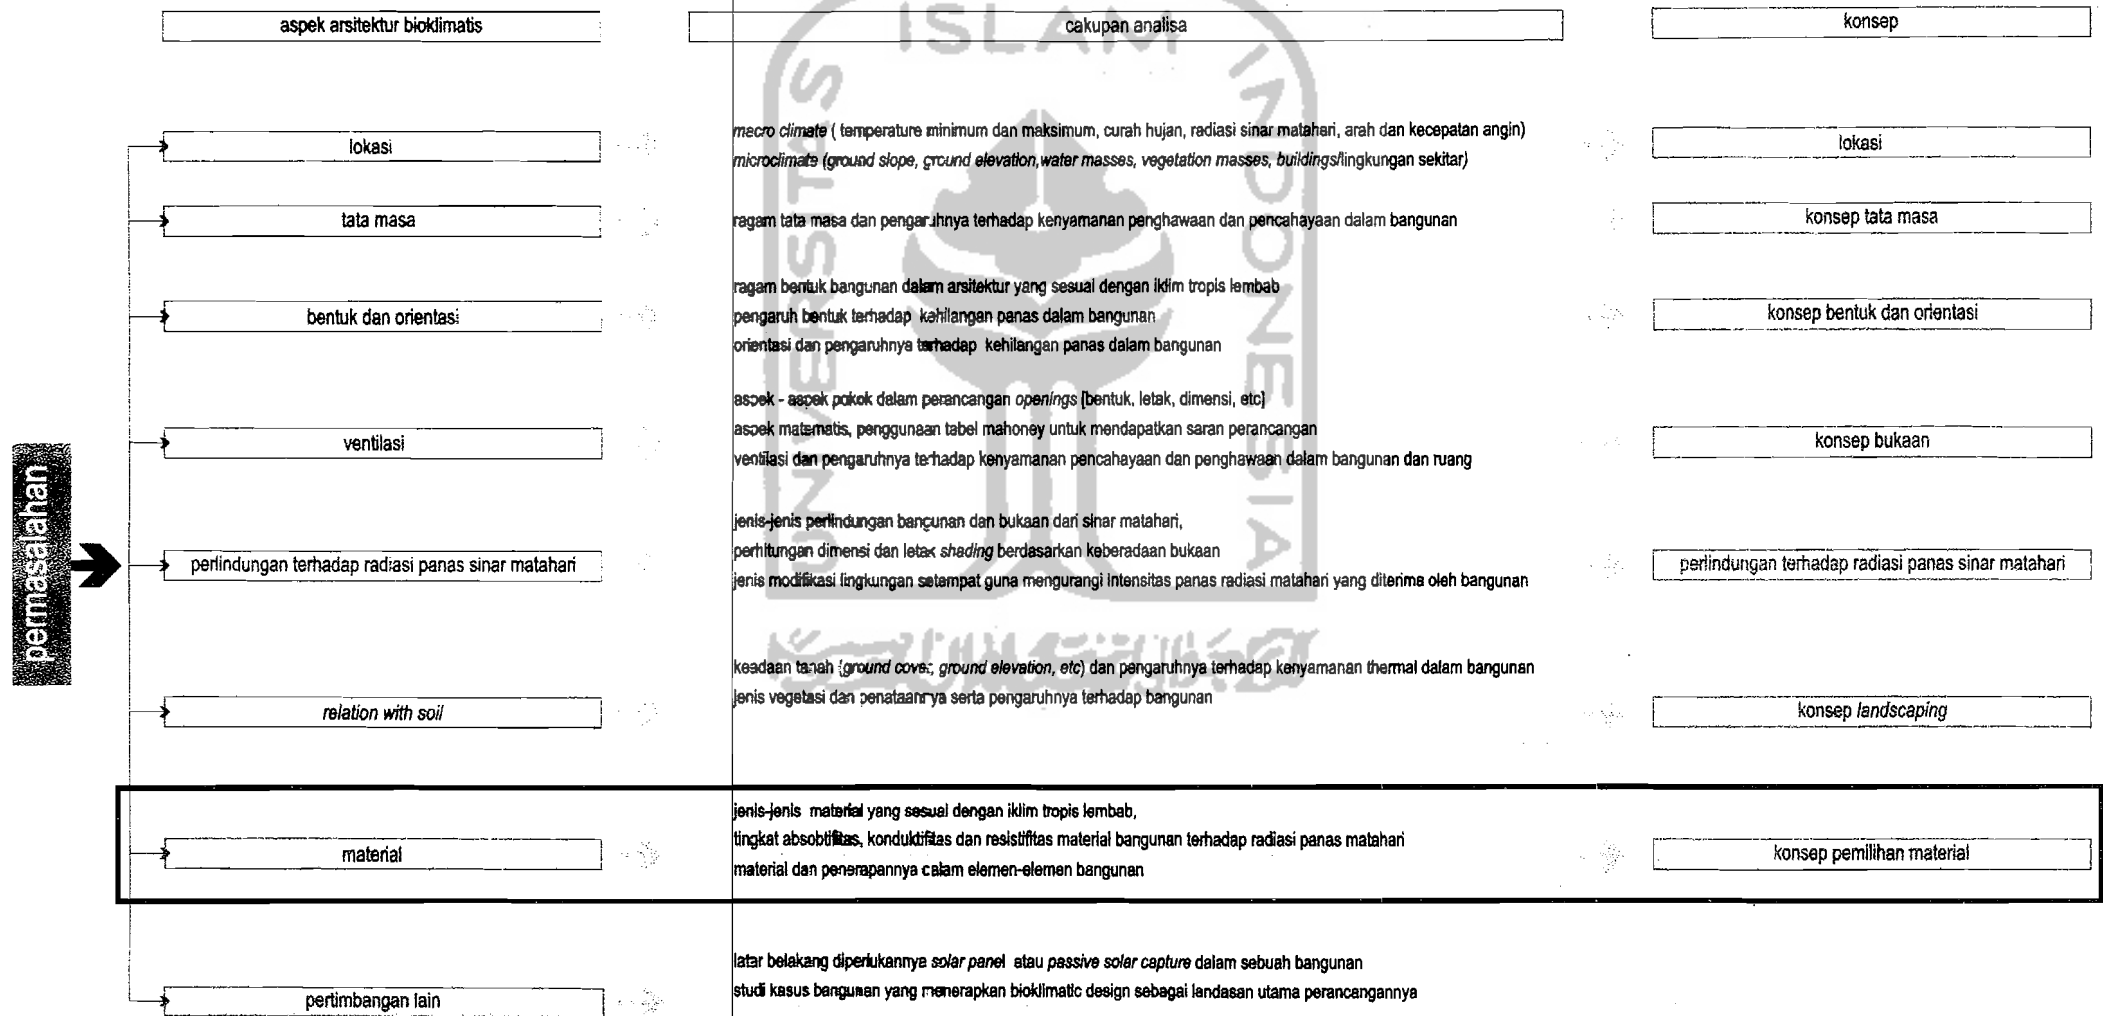 aspek arsitektur bioklimatis
cakupan analisa
konsep
permasalahan
lokasi
macro climate ( temperature minimum dan maksimum, curah hujan, radiasi sinar matahari, arah dan kecepatan angin)
microclimate (ground slope, ground elevation,water masses, vegetation masses, buildings/lingkungan sekitar)
lokasi
tata masa
ragam tata masa dan pengaruhnya terhadap kenyamanan penghawaan dan pencahayaan dalam bangunan
konsep tata masa
bentuk dan orientasi
ragam bentuk bangunan dalam arsitektur yang sesuai dengan iklim tropis lembab
pengaruh bentuk terhadap kehilangan panas dalam bangunan
orientasi dan pengaruhnya terhadap kehilangan panas dalam bangunan
konsep bentuk dan orientasi
ventilasi
aspek - aspek pokok dalam perancangan openings [bentuk, letak, dimensi, etc]
aspek matematis, penggunaan tabel mahoney untuk mendapatkan saran perancangan
ventilasi dan pengaruhnya terhadap kenyamanan pencahayaan dan penghawaan dalam bangunan dan ruang
konsep bukaan
perlindungan terhadap radiasi panas sinar matahari
jenis-jenis perlindungan bangunan dan bukaan dari sinar matahari,
perhitungan dimensi dan letak shading berdasarkan keberadaan bukaan
jenis modifikasi lingkungan setempat guna mengurangi intensitas panas radiasi matahari yang diterima oleh bangunan
perlindungan terhadap radiasi panas sinar matahari
relation with soil
keadaan tanah (ground cover, ground elevation, etc) dan pengaruhnya terhadap kenyamanan thermal dalam bangunan
jenis vegetasi dan penataannya serta pengaruhnya terhadap bangunan
konsep landscaping
material
jenis-jenis material yang sesuai dengan iklim tropis lembab,
tingkat absobtifitas, konduktifitas dan resistifitas material bangunan terhadap radiasi panas matahari
material dan penerapannya dalam elemen-elemen bangunan
konsep pemilihan material
pertimbangan lain
latar belakang diperlukannya solar panel atau passive solar capture dalam sebuah bangunan
studi kasus bangunan yang menerapkan bioklimatic design sebagai landasan utama perancangannya
UNIVERSITAS ISLAM INDONESIA